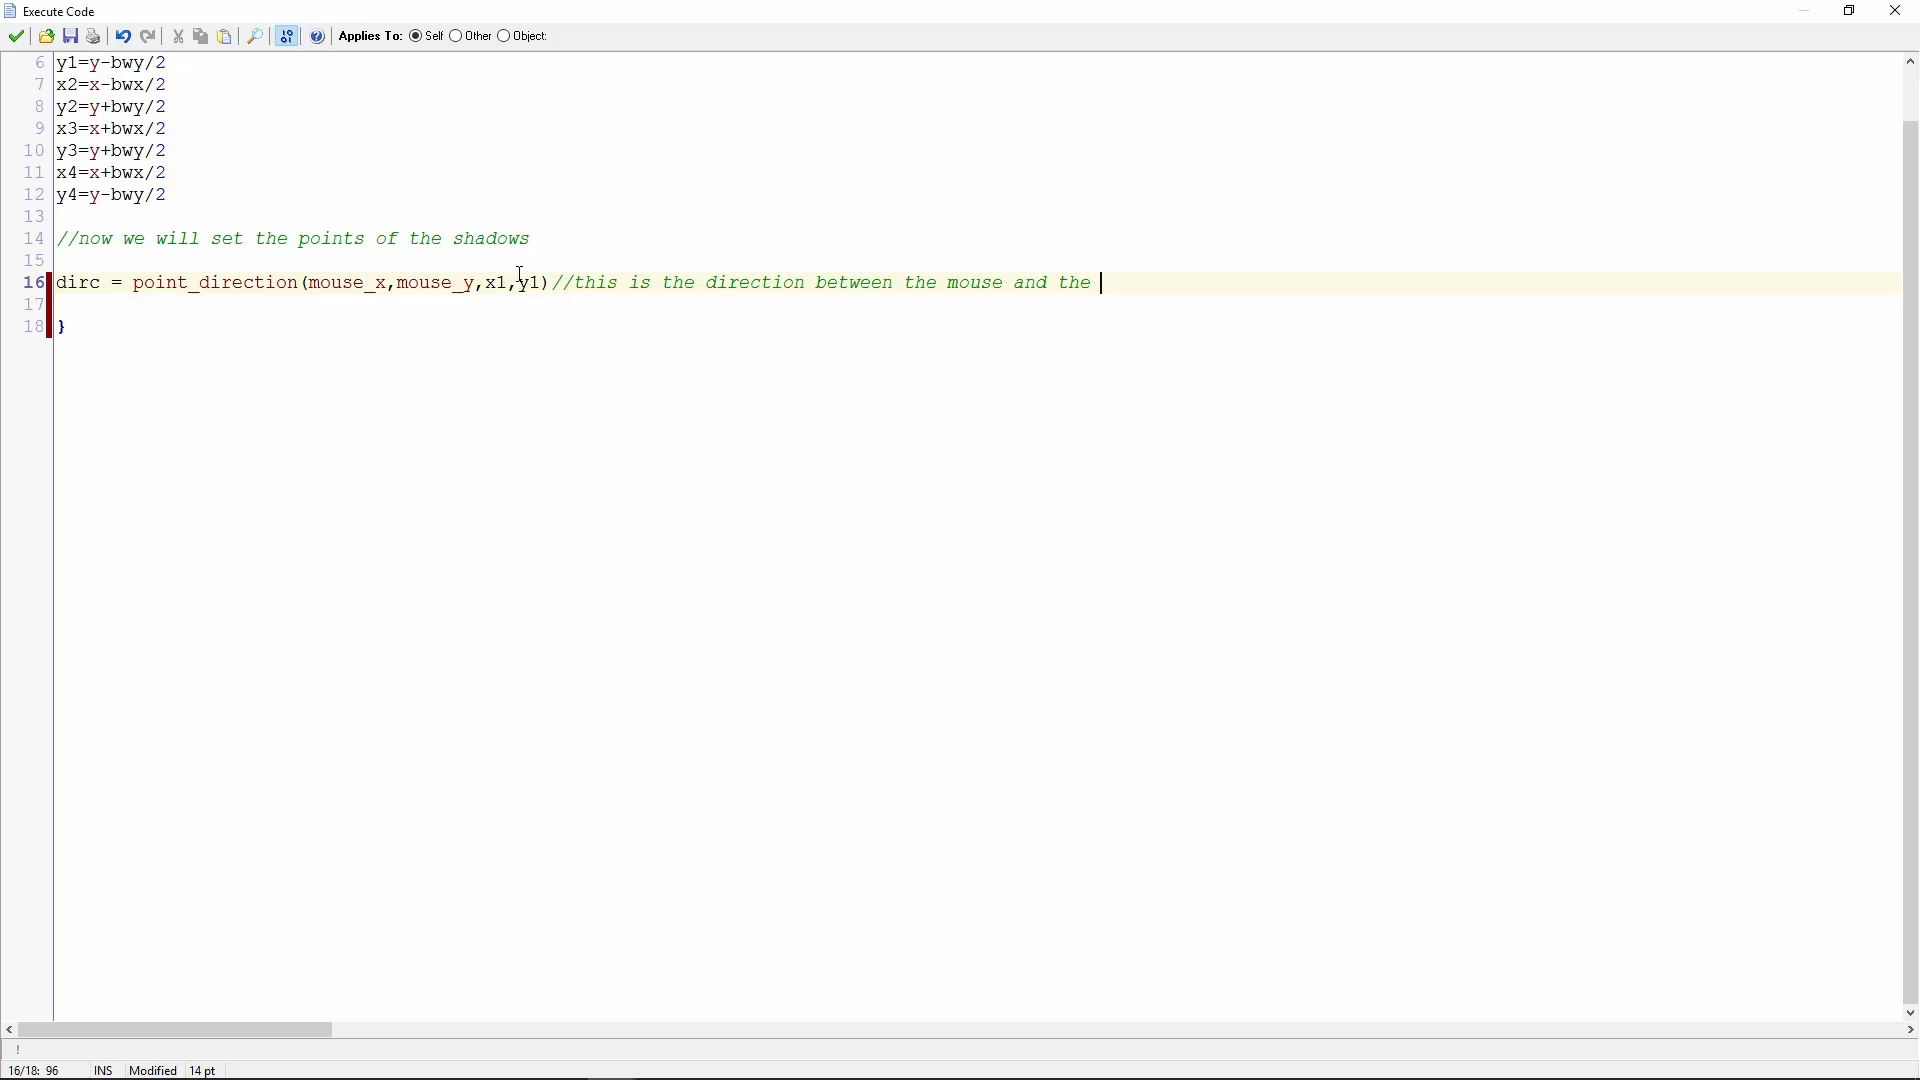 Execute Code
Applies To: Self Other Object:
6 y1=y-bwy/2
7 x2=x-bwx/2
8 y2=y+bwy/2
9 x3=x+bwx/2
10 y3=y+bwy/2
11 x4=x+bwx/2
12 y4=y-bwy/2
13
14 //now we will set the points of the shadows
15
16 dirc = point_direction(mouse_x,mouse_y,x1,y1)//this is the direction between the mouse and the
17
18 }
!
16/18: 96 INS Modified 14 pt